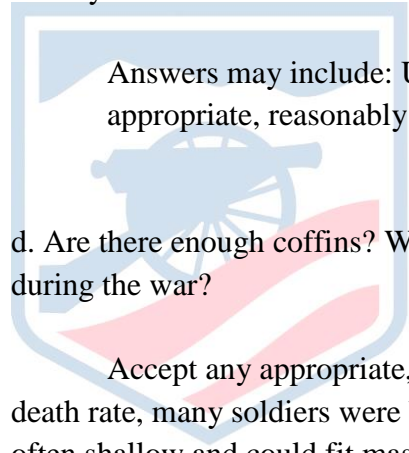 Answers may include: U
appropriate, reasonably
d. Are there enough coffins? W
during the war?
Accept any appropriate,
death rate, many soldiers were
often shallow and could fit